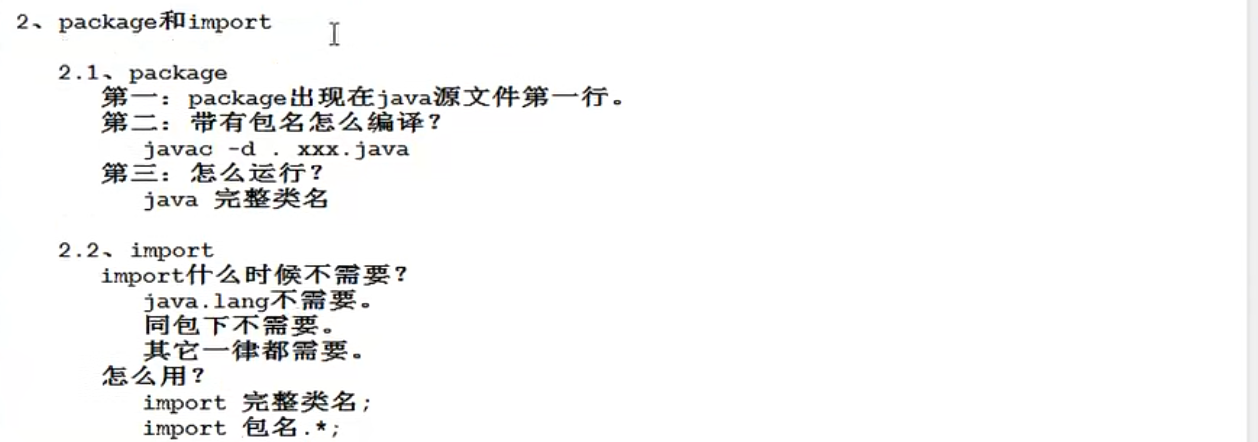 2、package和import
2.1、package
第一：package出现在java源文件第一行。
第二：带有包名怎么编译？
javac -d . xxx.java
第三：怎么运行？
java 完整类名
2.2、import
import什么时候不需要？
java.lang不需要。
同包下不需要。
其它一律都需要。
怎么用？
import 完整类名;
import 包名.*;